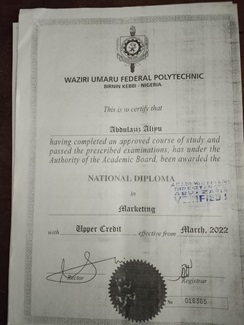 WAZIRI UMARU FEDERAL POLYTECHNIC
BIRNIN KEBBI - NIGERIA
This is to certify that
Abdulaziz Aliyu
having completed an approved course of study and
passed the prescribed examinations, has under the
Authority of the Academic Board, been awarded the
NATIONAL DIPLOMA
in
Marketing
VERIFIED
with Upper Credit effective from March, 2022
Rector
Registrar
No